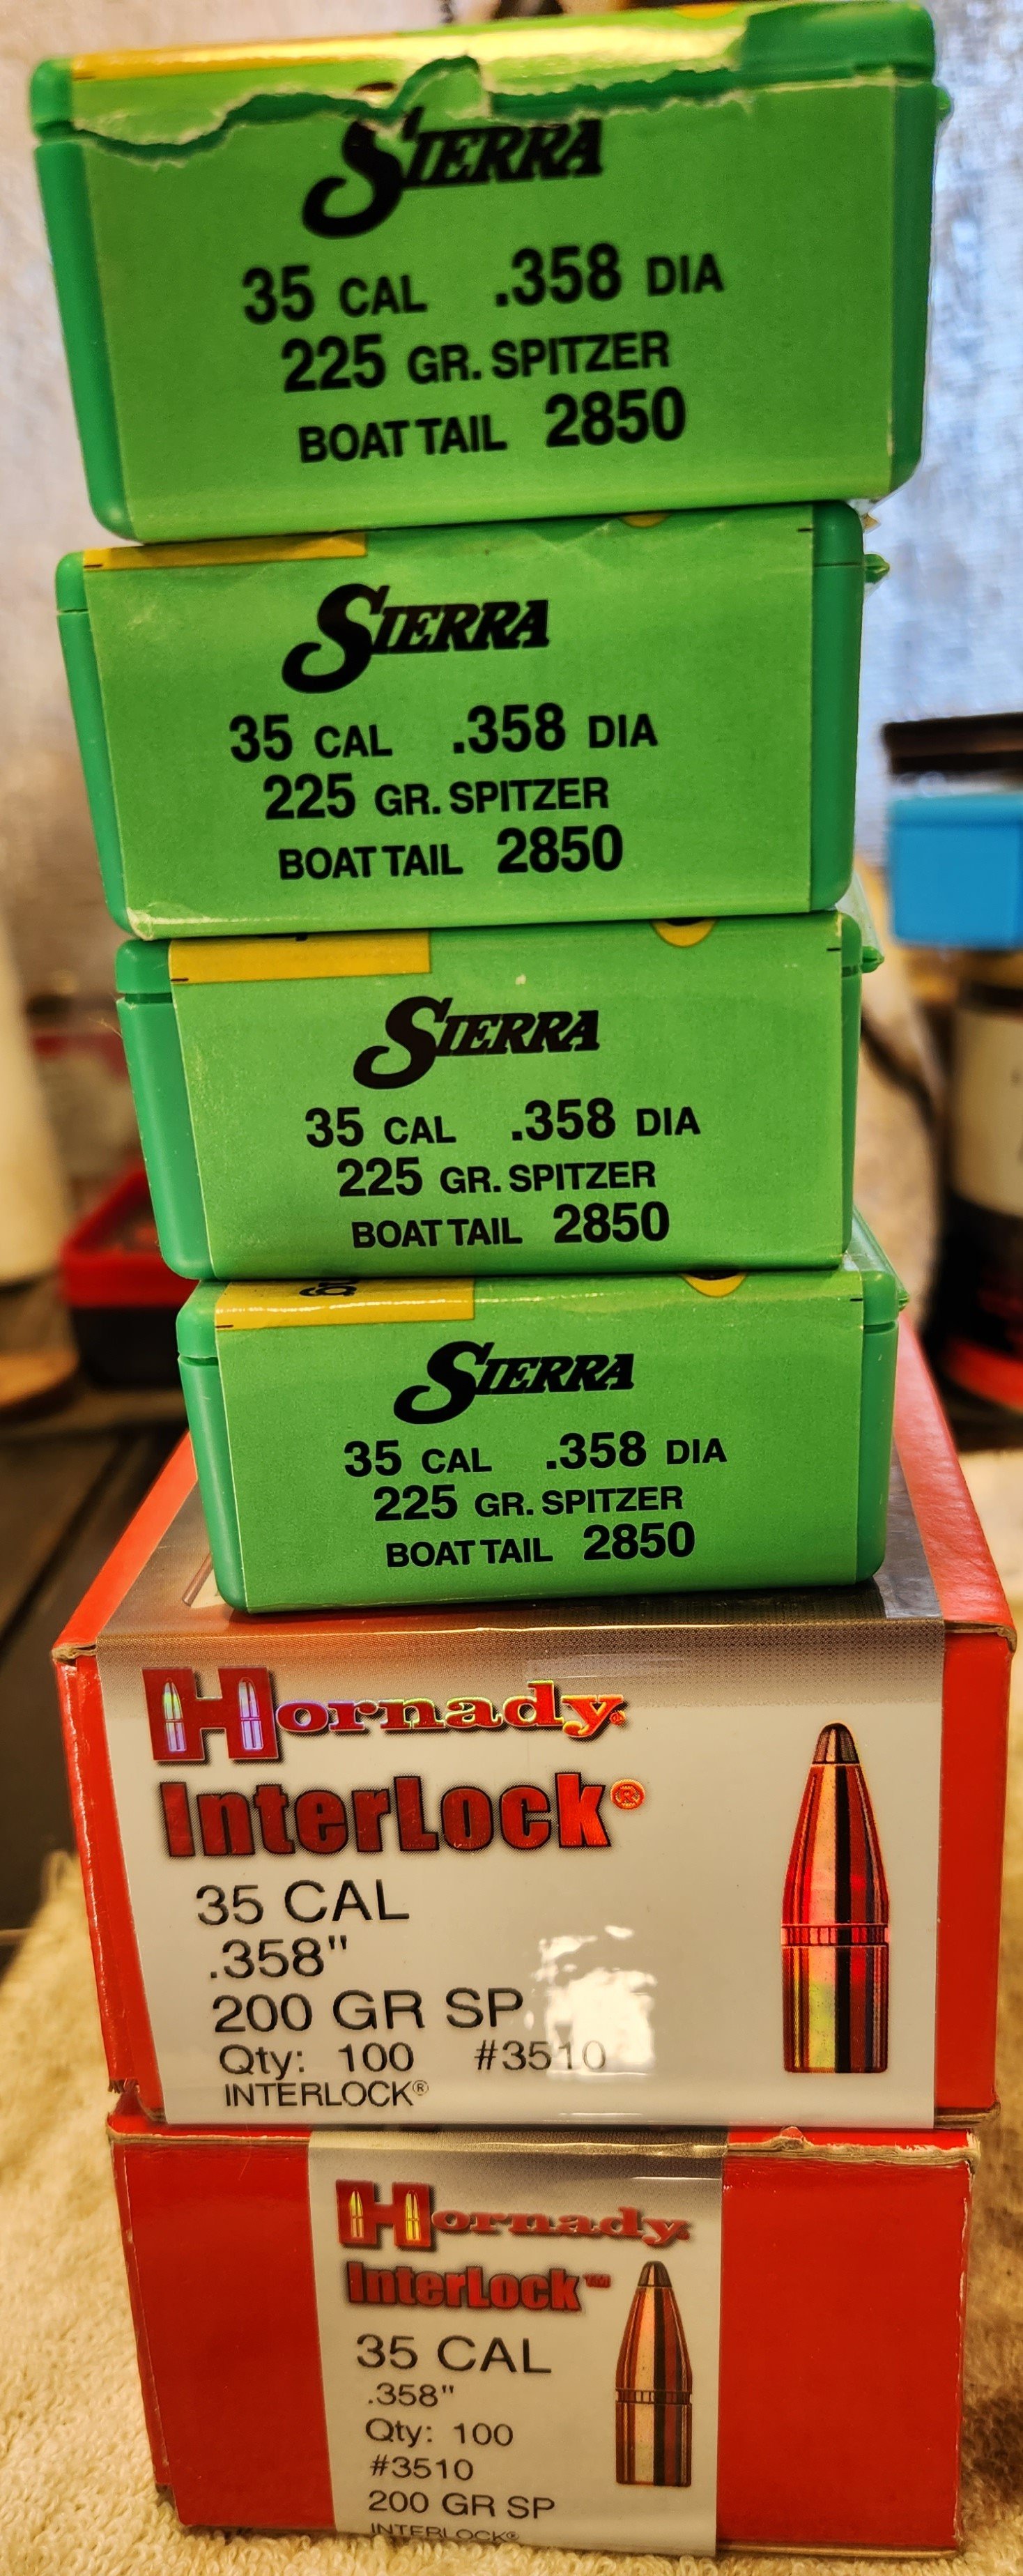 SIERRA
35 CAL .358 DIA
225 GR. SPITZER
BOAT TAIL 2850
SIERRA
35 CAL .358 DIA
225 GR. SPITZER
BOAT TAIL 2850
SIERRA
35 CAL .358 DIA
225 GR. SPITZER
BOAT TAIL 2850
SIERRA
35 CAL .358 DIA
225 GR. SPITZER
BOAT TAIL 2850
Hornady®
InterLock®
35 CAL
.358"
200 GR SP
Qty: 100 #3510
INTERLOCK®
Hornady®
InterLock™
35 CAL
.358"
Qty: 100
#3510
200 GR SP
INTERLOCK®